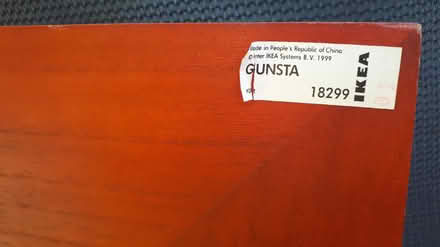 Made in People's Republic of China
Inter IKEA Systems B.V. 1999
GUNSTA
18299
IKEA